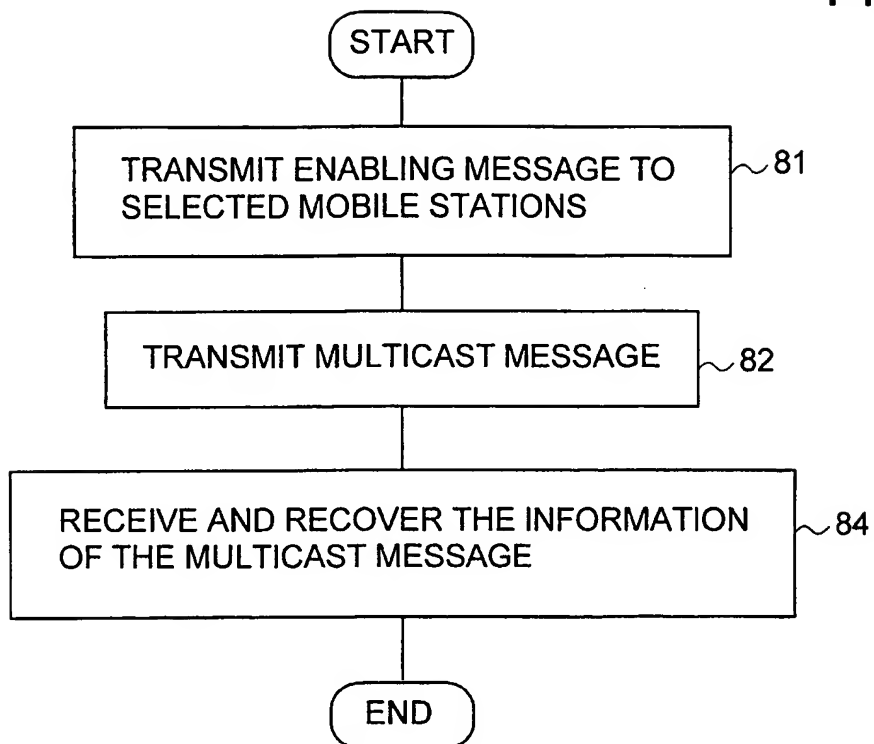 START
TRANSMIT ENABLING MESSAGE TO
SELECTED MOBILE STATIONS
81
TRANSMIT MULTICAST MESSAGE
82
RECEIVE AND RECOVER THE INFORMATION
OF THE MULTICAST MESSAGE
84
END